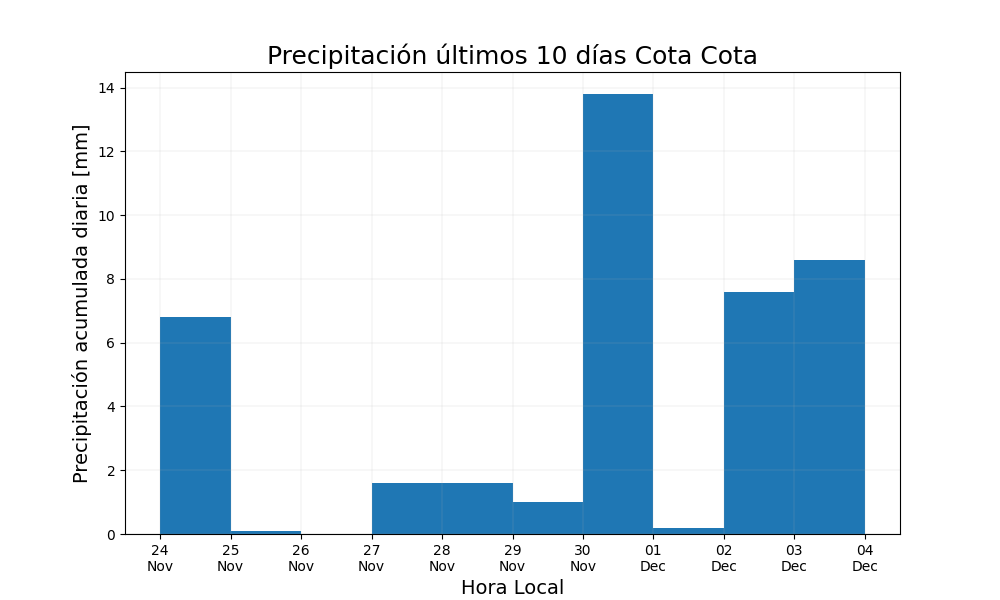 Precipitación últimos 10 días Cota Cota
Precipitación acumulada diaria [mm]
14
12
10
8
6
4
2
0
24 25 26 27 28 29 30 01 02 03 04
Nov Nov Nov Nov Nov Nov Nov Dec Dec Dec Dec
Hora Local